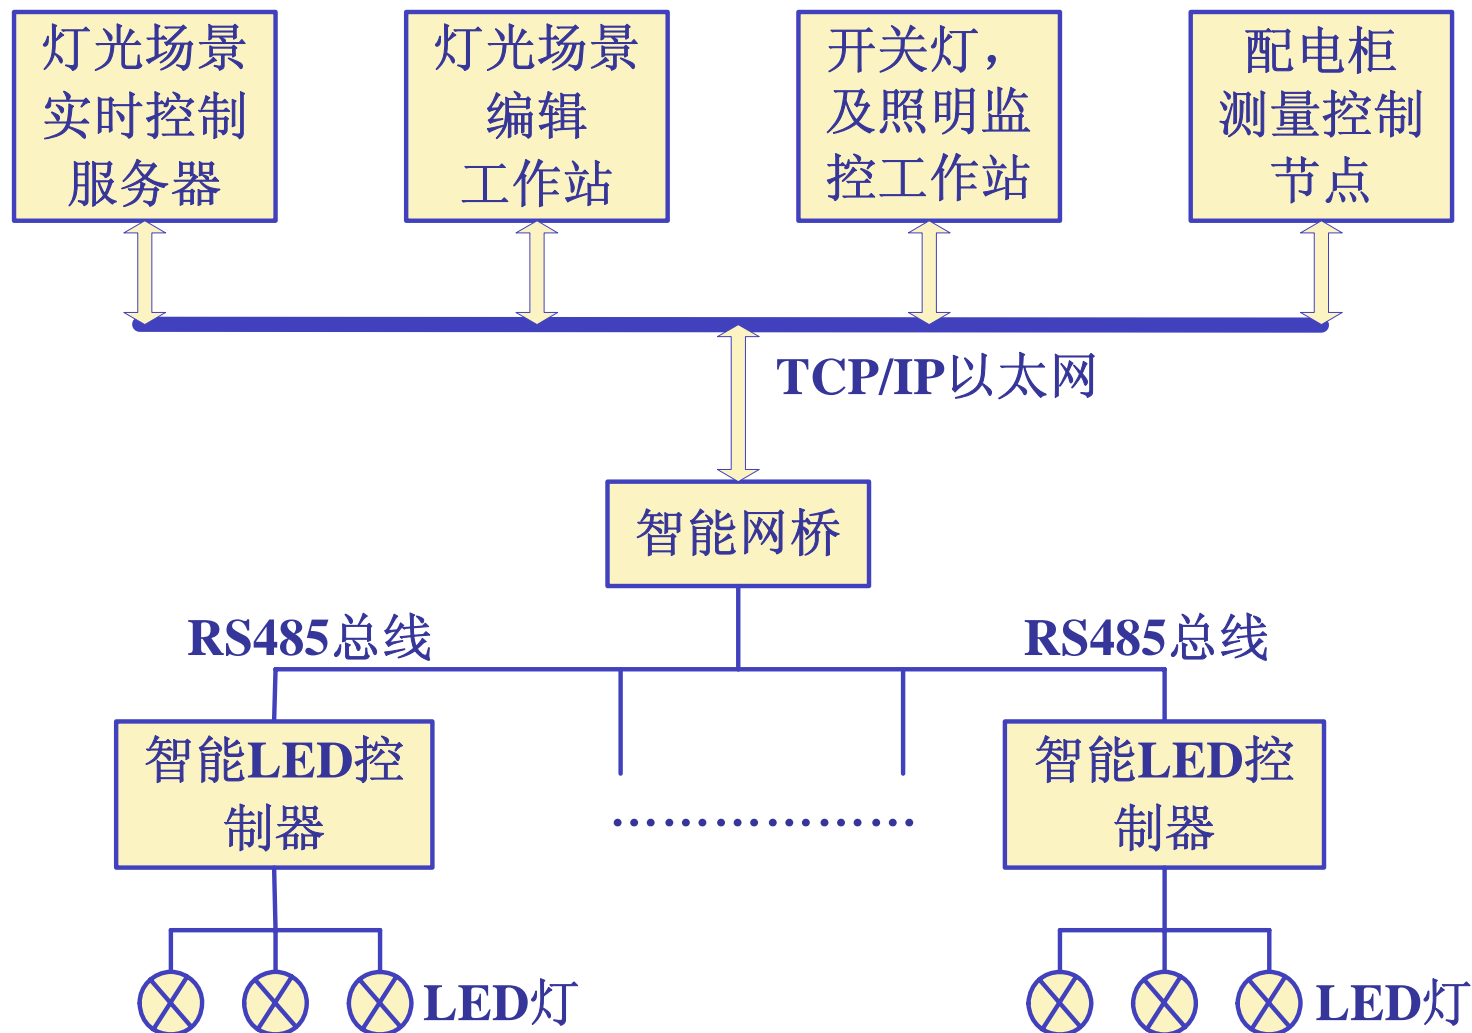 灯光场景
实时控制
服务器
灯光场景
编辑
工作站
开关灯，
及照明监
控工作站
配电柜
测量控制
节点
TCP/IP以太网
智能网桥
RS485总线
RS485总线
智能LED控
制器
………………
智能LED控
制器
LED灯
LED灯